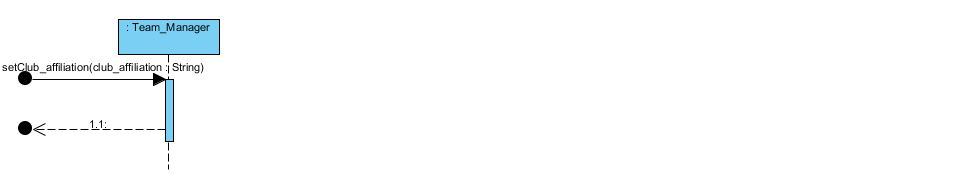 : Team_Manager
setClub_affiliation(club_affiliation : String)
1.1: